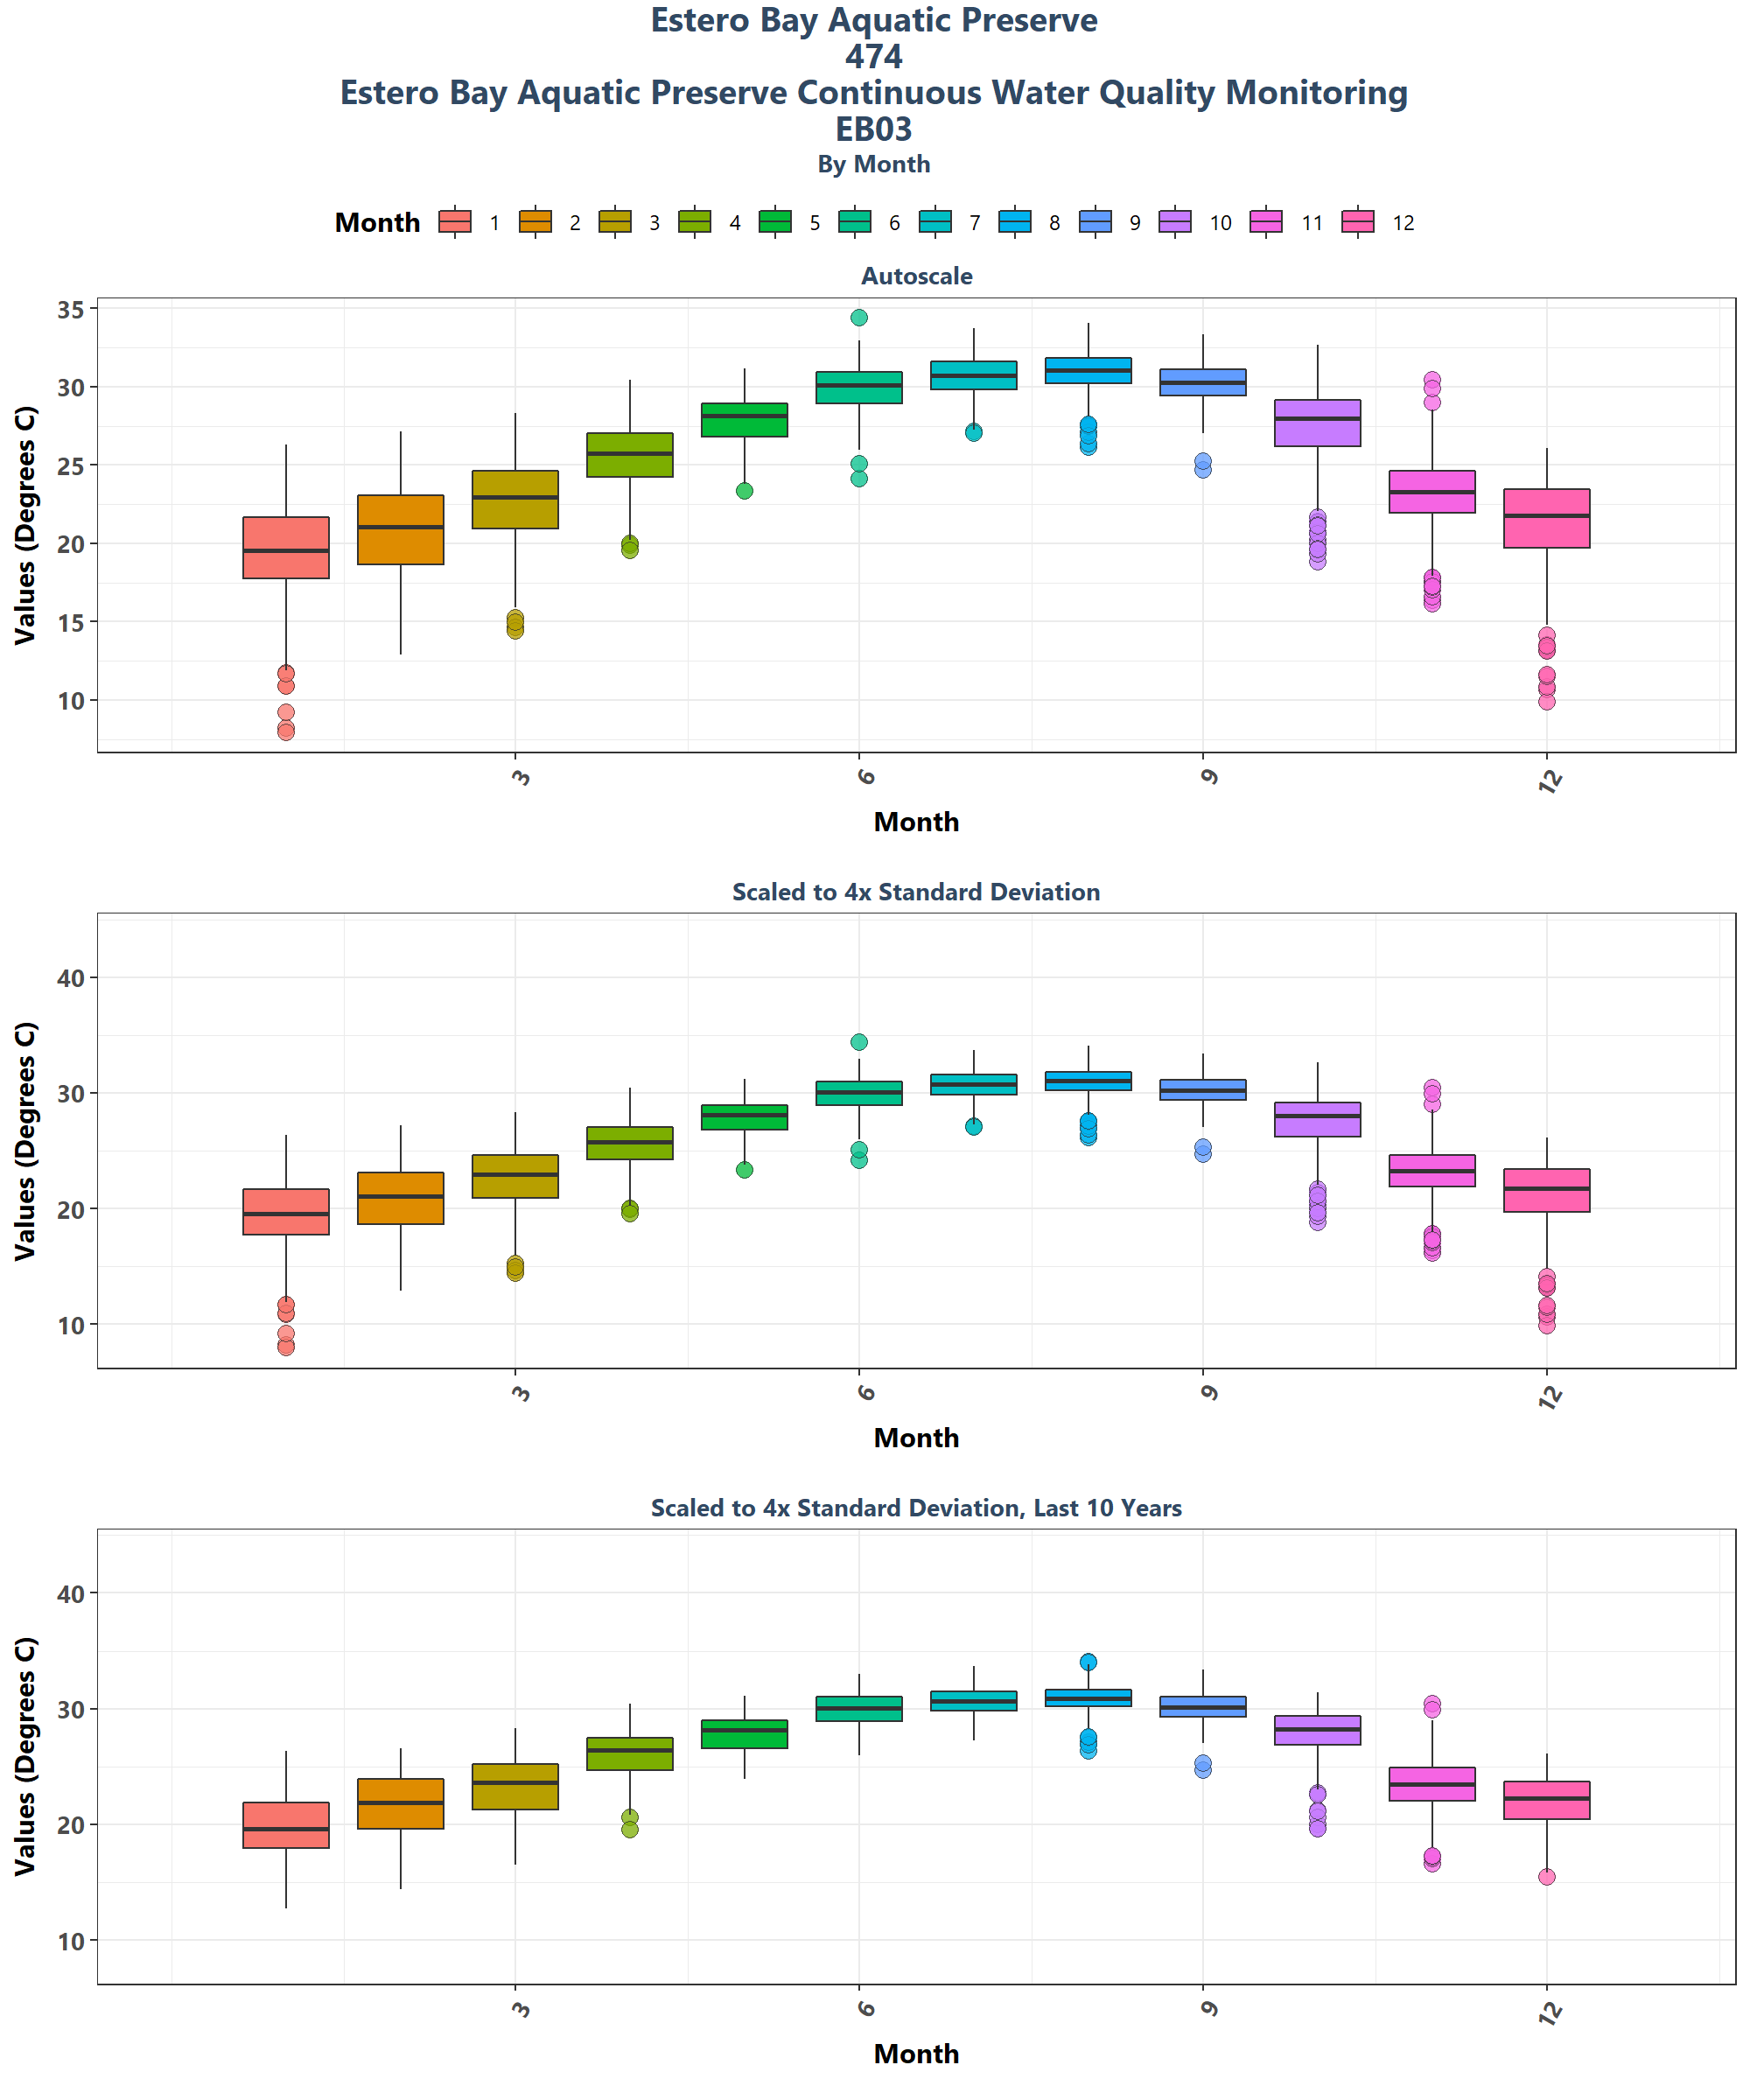 Estero Bay Aquatic Preserve
474
Estero Bay Aquatic Preserve Continuous Water Quality Monitoring
EB03
By Month
Month 1 2 3 4 5 6 7 8 9 10 11 12
Autoscale
Values (Degrees C)
35
30
25
20
15
10
3 6 9 12
Month
Scaled to 4x Standard Deviation
Values (Degrees C)
40
30
20
10
3 6 9 12
Month
Scaled to 4x Standard Deviation, Last 10 Years
Values (Degrees C)
40
30
20
10
3 6 9 12
Month